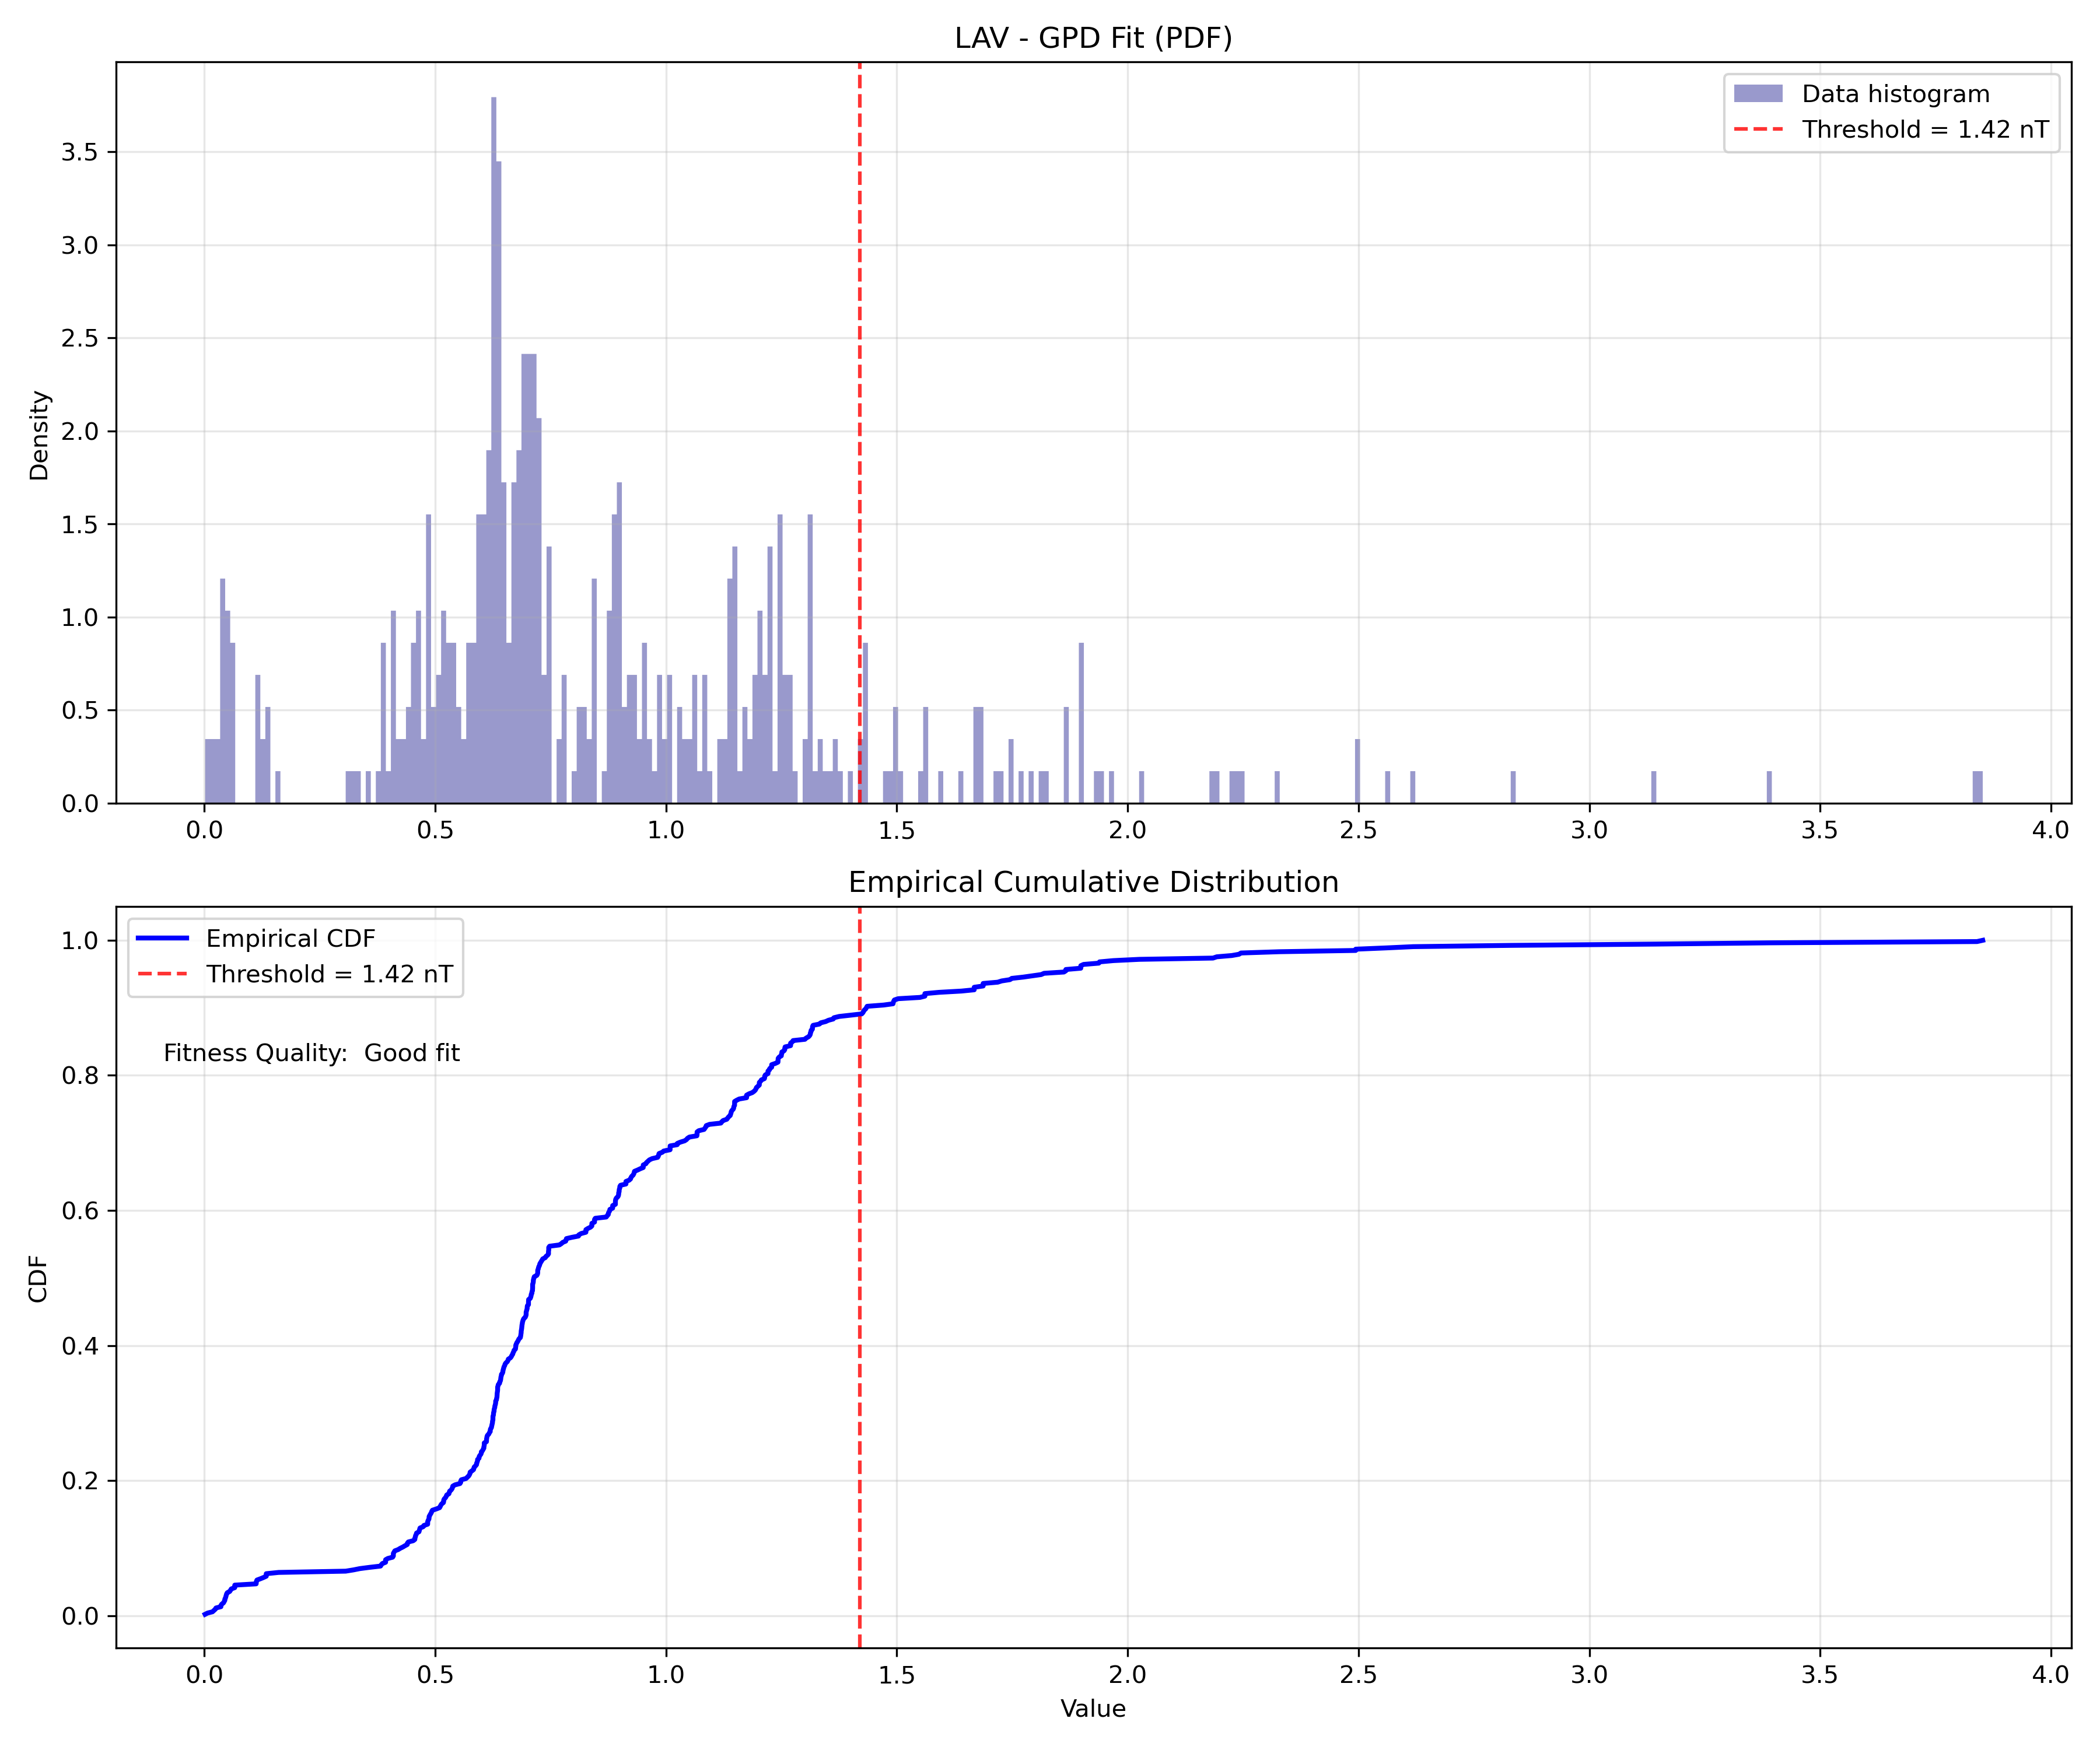 LAV - GPD Fit (PDF)
Data histogram
Threshold = 1.42 nT
Density
3.5
3.0
2.5
2.0
1.5
1.0
0.5
0.0
0.0 0.5 1.0 1.5 2.0 2.5 3.0 3.5 4.0
Empirical Cumulative Distribution
Empirical CDF
Threshold = 1.42 nT
Fitness Quality:  Good fit
CDF
1.0
0.8
0.6
0.4
0.2
0.0
0.0 0.5 1.0 1.5 2.0 2.5 3.0 3.5 4.0
Value